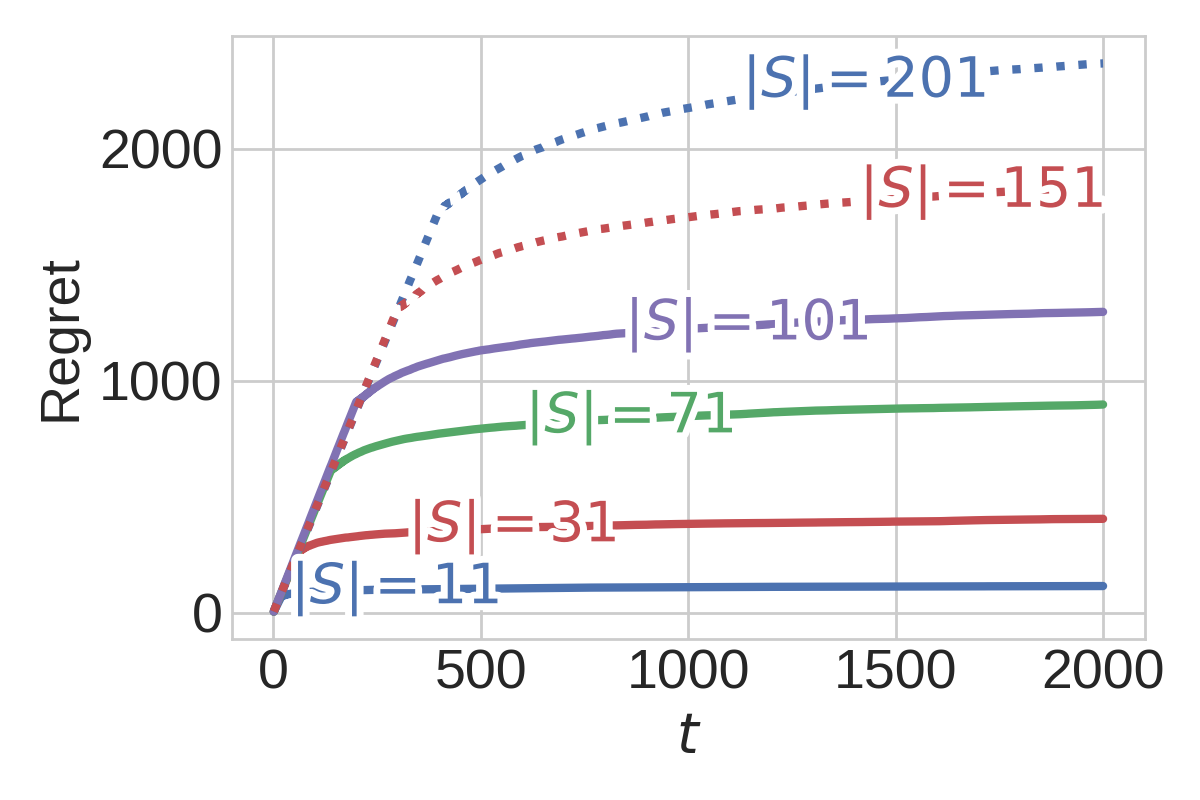 |S| = 201
2000
|S| = 151
|S| = 101
Regret
1000
|S| = 71
|S| = 31
|S| = 11
0
0 500 1000 1500 2000
t